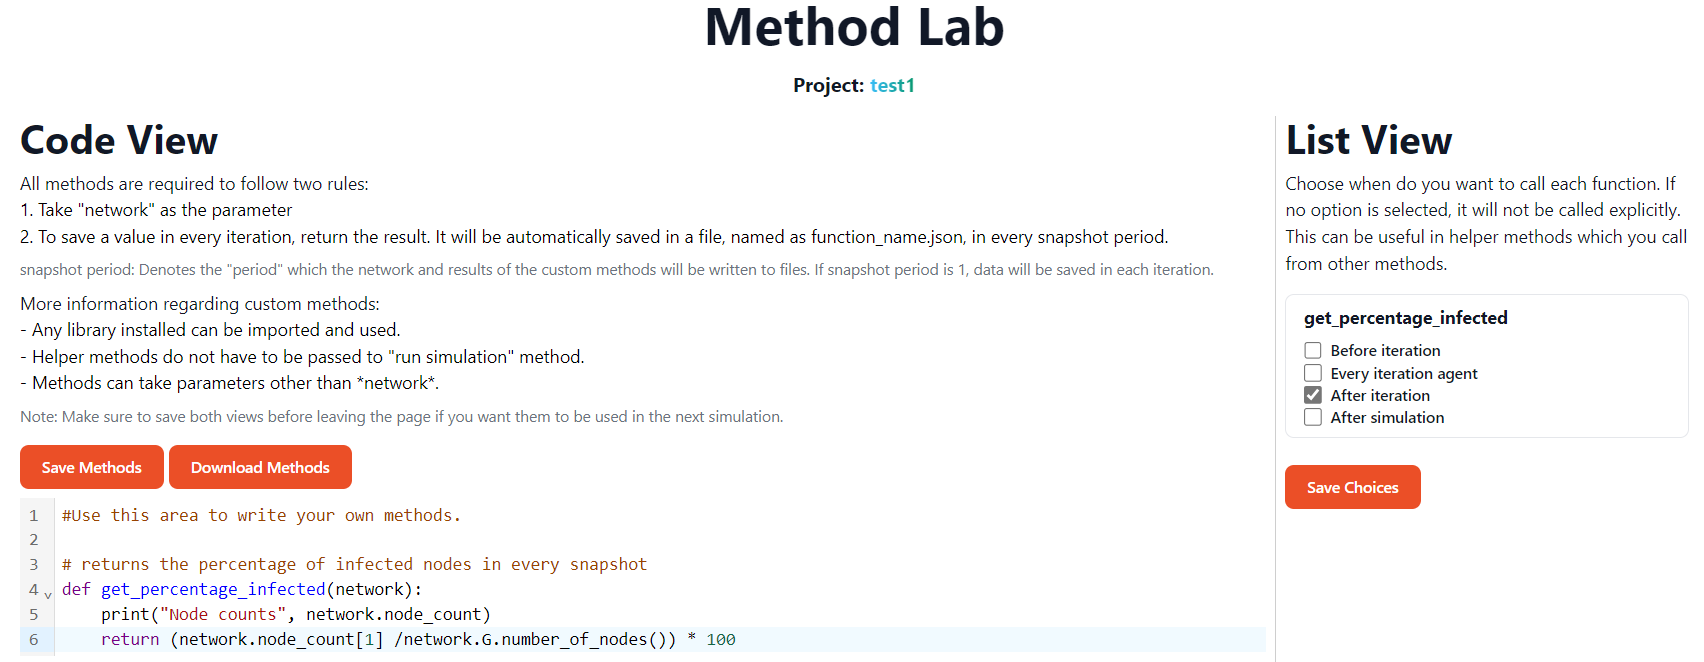 Method Lab
Project: test1
Code View
All methods are required to follow two rules:
1. Take "network" as the parameter
2. To save a value in every iteration, return the result. It will be automatically saved in a file, named as function_name.json, in every snapshot period.
snapshot period: Denotes the "period" which the network and results of the custom methods will be written to files. If snapshot period is 1, data will be saved in each iteration.
More information regarding custom methods:
- Any library installed can be imported and used.
- Helper methods do not have to be passed to "run simulation" method.
- Methods can take parameters other than *network*.
Note: Make sure to save both views before leaving the page if you want them to be used in the next simulation.
Save Methods
Download Methods
1 #Use this area to write your own methods.
2
3 # returns the percentage of infected nodes in every snapshot
4 def get_percentage_infected(network):
5     print("Node counts", network.node_count)
6     return (network.node_count[1] /network.G.number_of_nodes()) * 100
List View
Choose when do you want to call each function. If
no option is selected, it will not be called explicitly.
This can be useful in helper methods which you call
from other methods.
get_percentage_infected
Before iteration
Every iteration agent
After iteration
After simulation
Save Choices